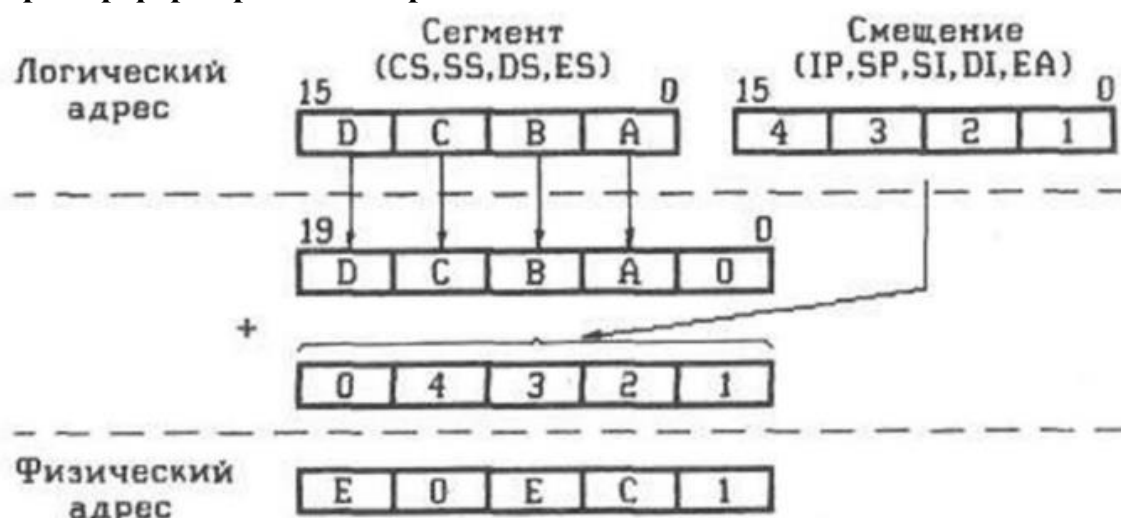 Сегмент
Смещение
Логический
адрес
(CS,SS,DS,ES)
(IP,SP,SI,DI,EA)
15 0 15 0
D C B A 4 3 2 1
19 0
D C B A 0
+
0 4 3 2 1
Физический
адрес
E 0 E C 1